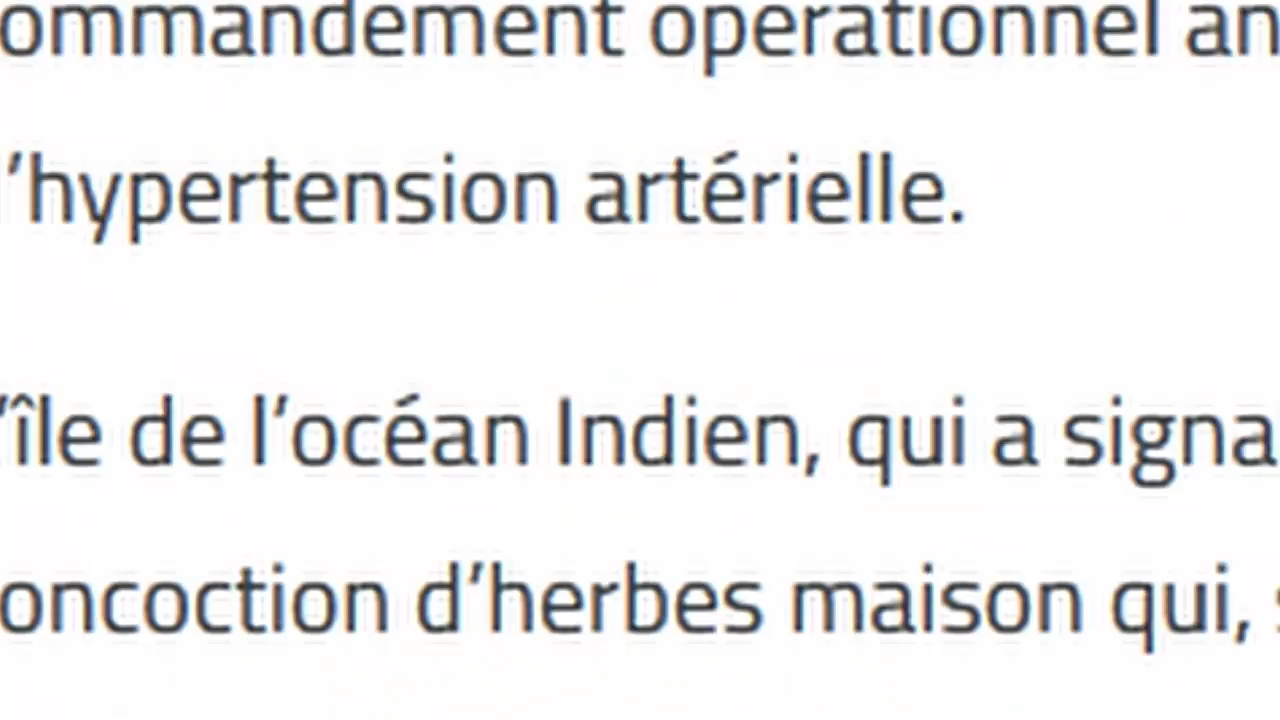 ommandement opérationnel an
’hypertension artérielle.
’île de l’océan Indien, qui a signa
oncoction d’herbes maison qui, s